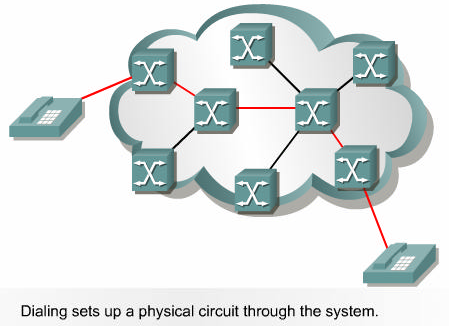 Dialing sets up a physical circuit through the system.